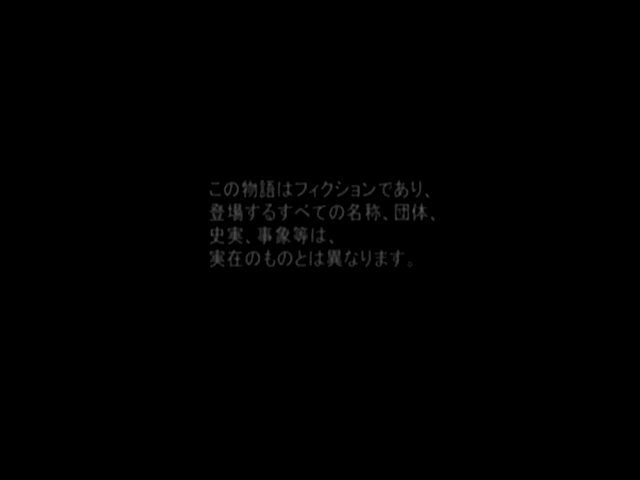 この物語はフィクションであり、
登場するすべての名称、団体、
史実、事象等は、
実在のものとは異なります。